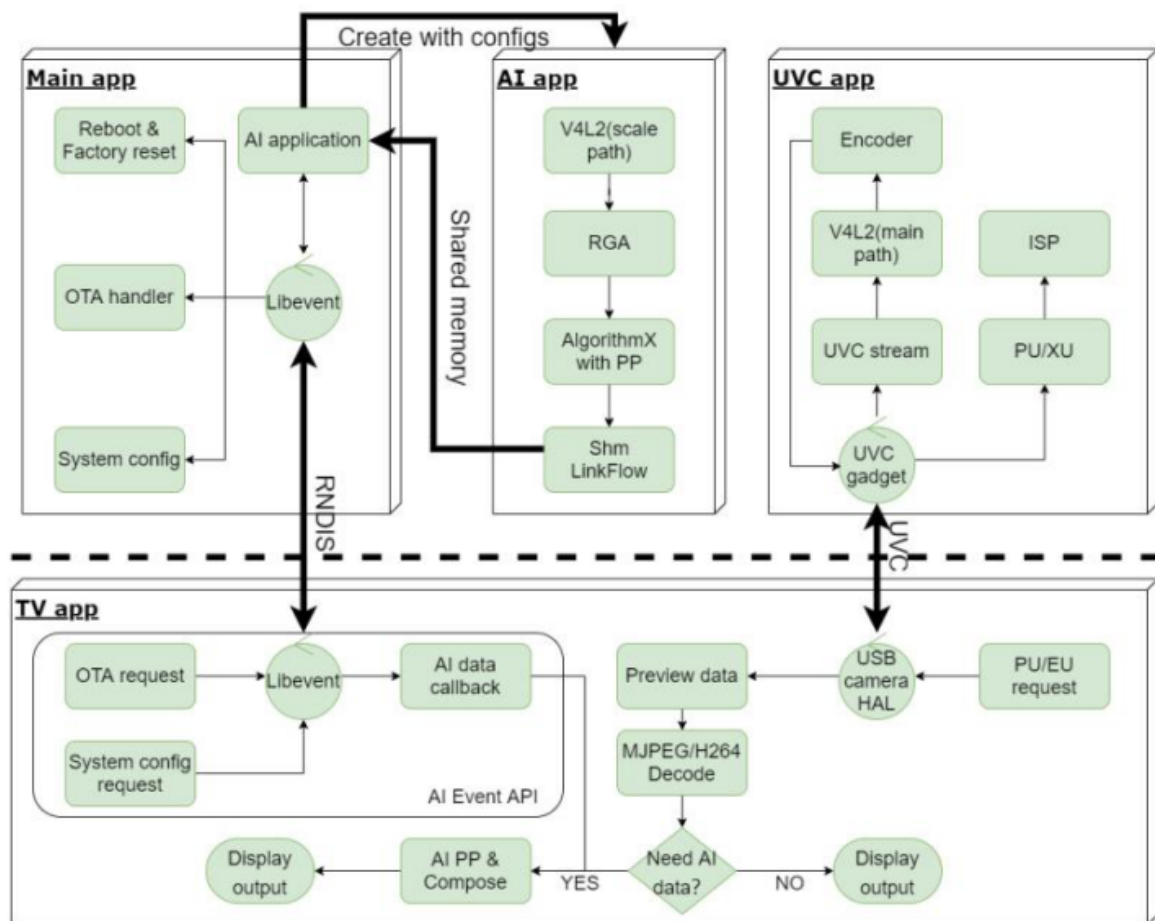 Create with configs
Main app
Reboot &
Factory reset
AI application
OTA handler
Libevent
System config
Shared memory
RNDIS
AI app
V4L2(scale
path)
RGA
AlgorithmX
with PP
Shm
LinkFlow
UVC app
Encoder
V4L2(main
path)
ISP
UVC stream
PU/XU
UVC
gadget
UVC
TV app
OTA request
Libevent
AI data
callback
System config
request
AI Event API
Preview data
USB
camera
HAL
PU/EU
request
MJPEG/H264
Decode
Display
output
AI PP &
Compose
YES
Need AI
data?
NO
Display
output